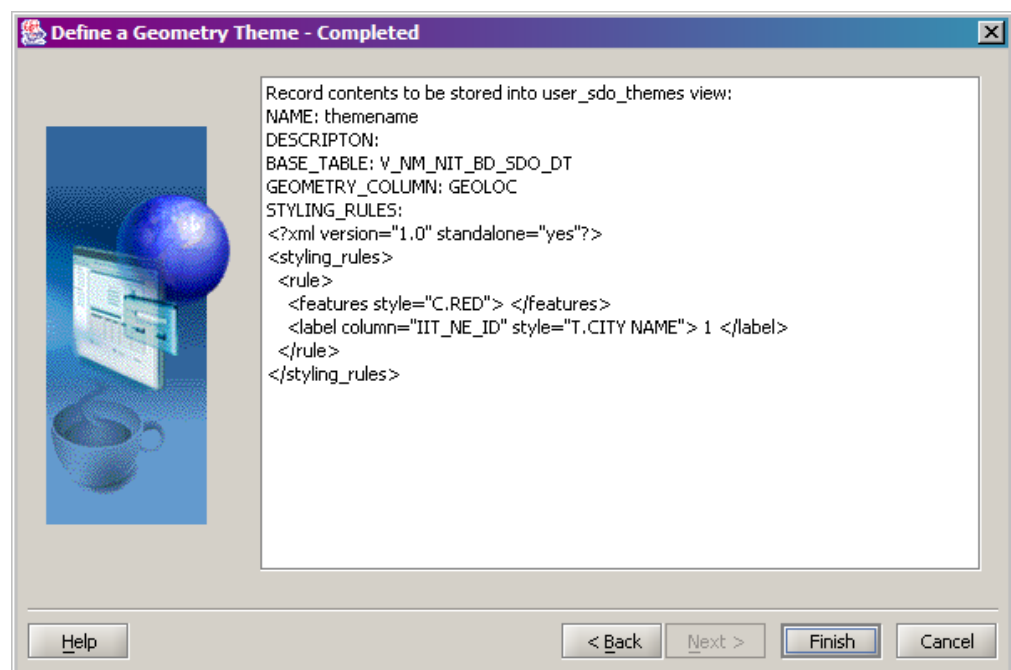 Define a Geometry Theme - Completed
Record contents to be stored into user_sdo_themes view:
NAME: themename
DESCRIPTON:
BASE_TABLE: V_NM_NIT_BD_SDO_DT
GEOMETRY_COLUMN: GEOLOC
STYLING_RULES:
<?xml version="1.0" standalone="yes"?>
<styling_rules>
<rule>
<features style="C.RED"> </features>
<label column="IIT_NE_ID" style="T.CITY NAME"> 1 </label>
</rule>
</styling_rules>
Help < Back Next > Finish Cancel